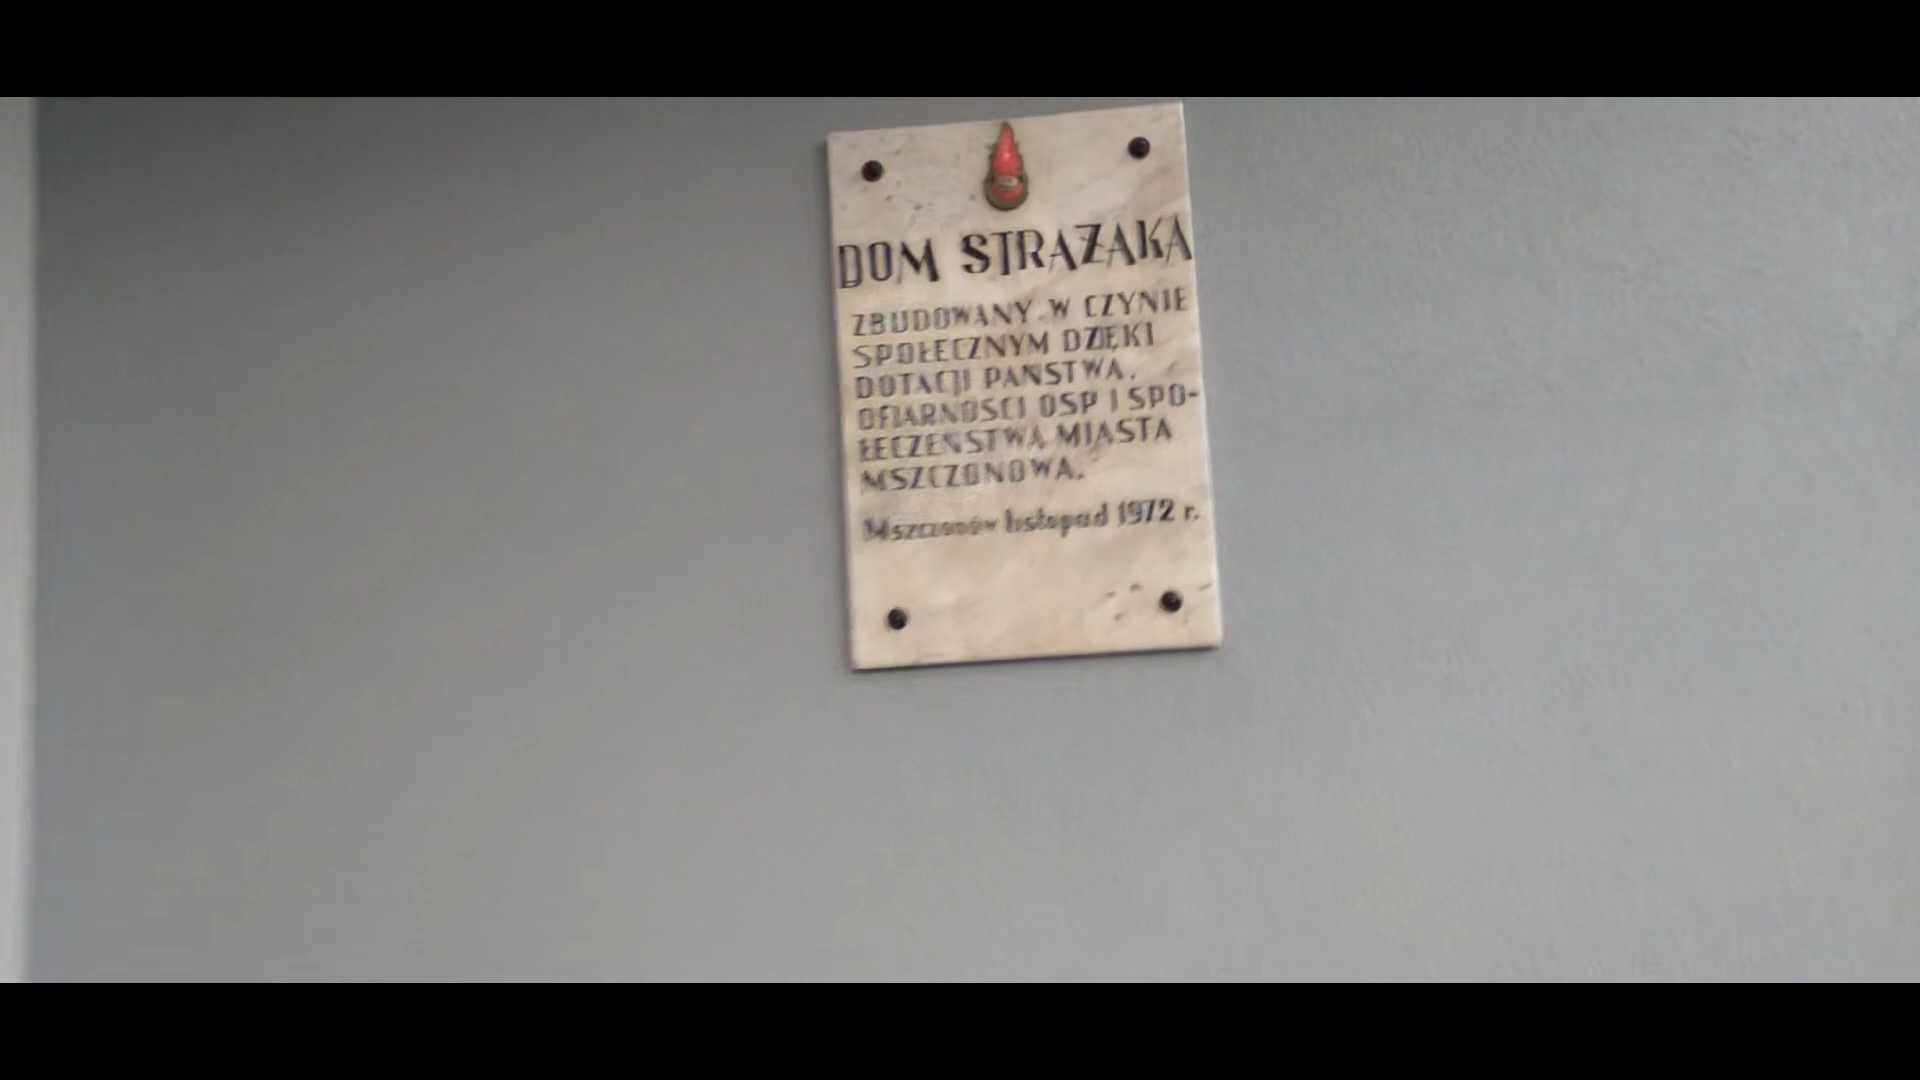 DOM STRAŻAKA
ZBUDOWANY W CZYNIE
SPOŁECZNYM DZIĘKI
DOTACJI PAŃSTWA,
OFIARNOŚCI OSP I SPO-
ŁECZEŃSTWA MIASTA
MSZCZONOWA.
Mszczonów listopad 1972 r.